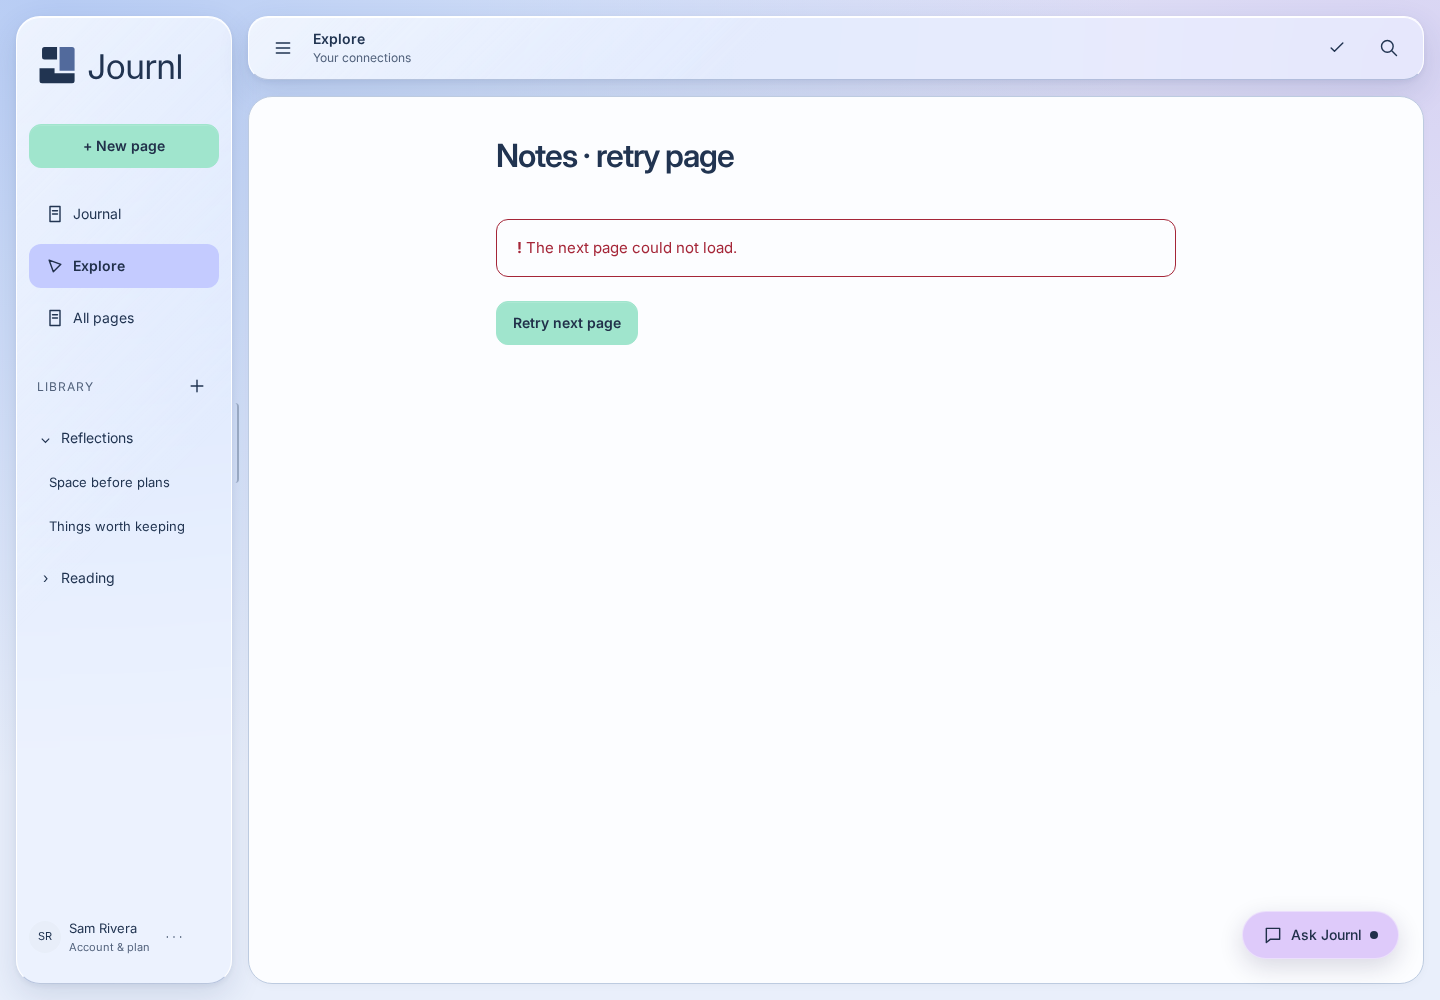 Journl
+ New page
Journal
Explore
All pages
LIBRARY
Reflections
Space before plans
Things worth keeping
Reading
SR
Sam Rivera
Account & plan
...
Explore
Your connections
Notes · retry page
! The next page could not load.
Retry next page
Ask Journl